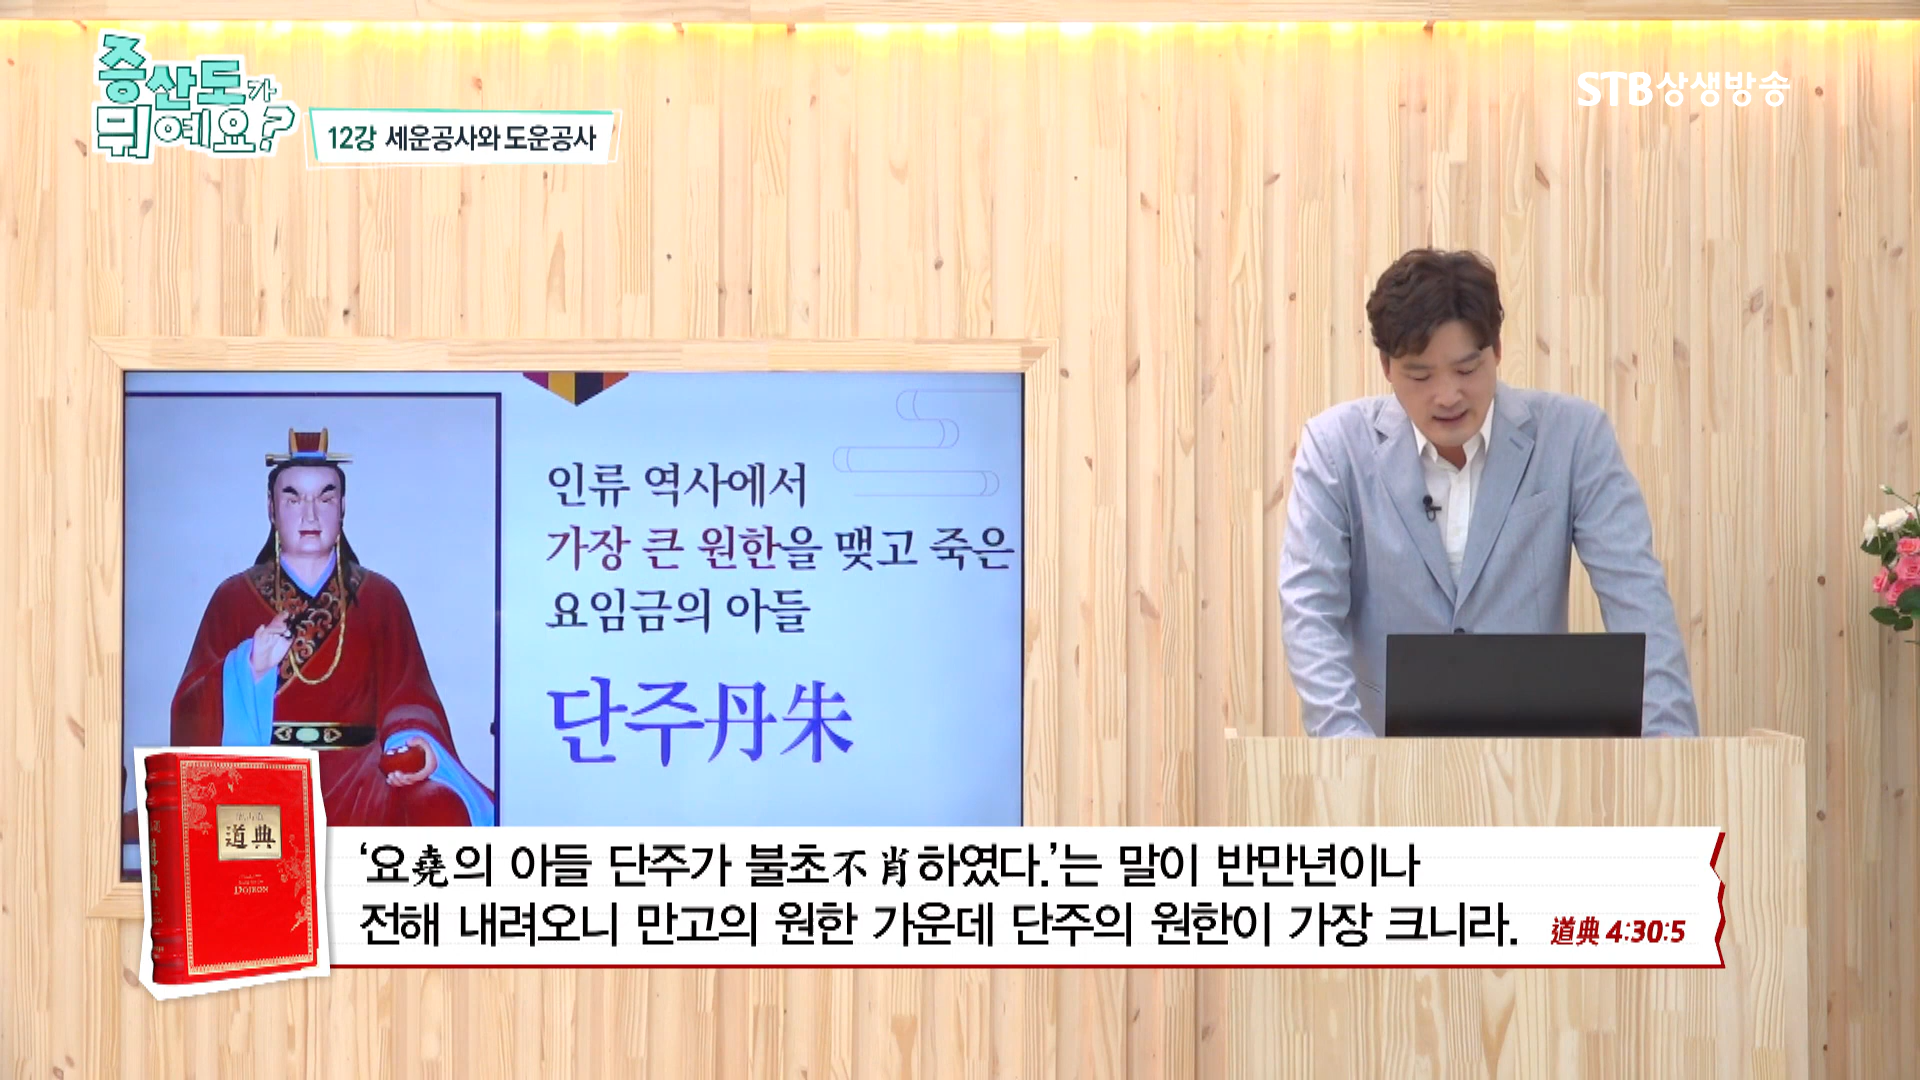 증산도가
뭐예요?
12강 세운공사와 도운공사
STB상생방송
인류 역사에서
가장 큰 원한을 맺고 죽은
요임금의 아들
단주丹朱
道典
DOJEON
‘요堯의 아들 단주가 불초不肖하였다.’는 말이 반만년이나
전해 내려오니 만고의 원한 가운데 단주의 원한이 가장 크니라. 道典 4:30:5